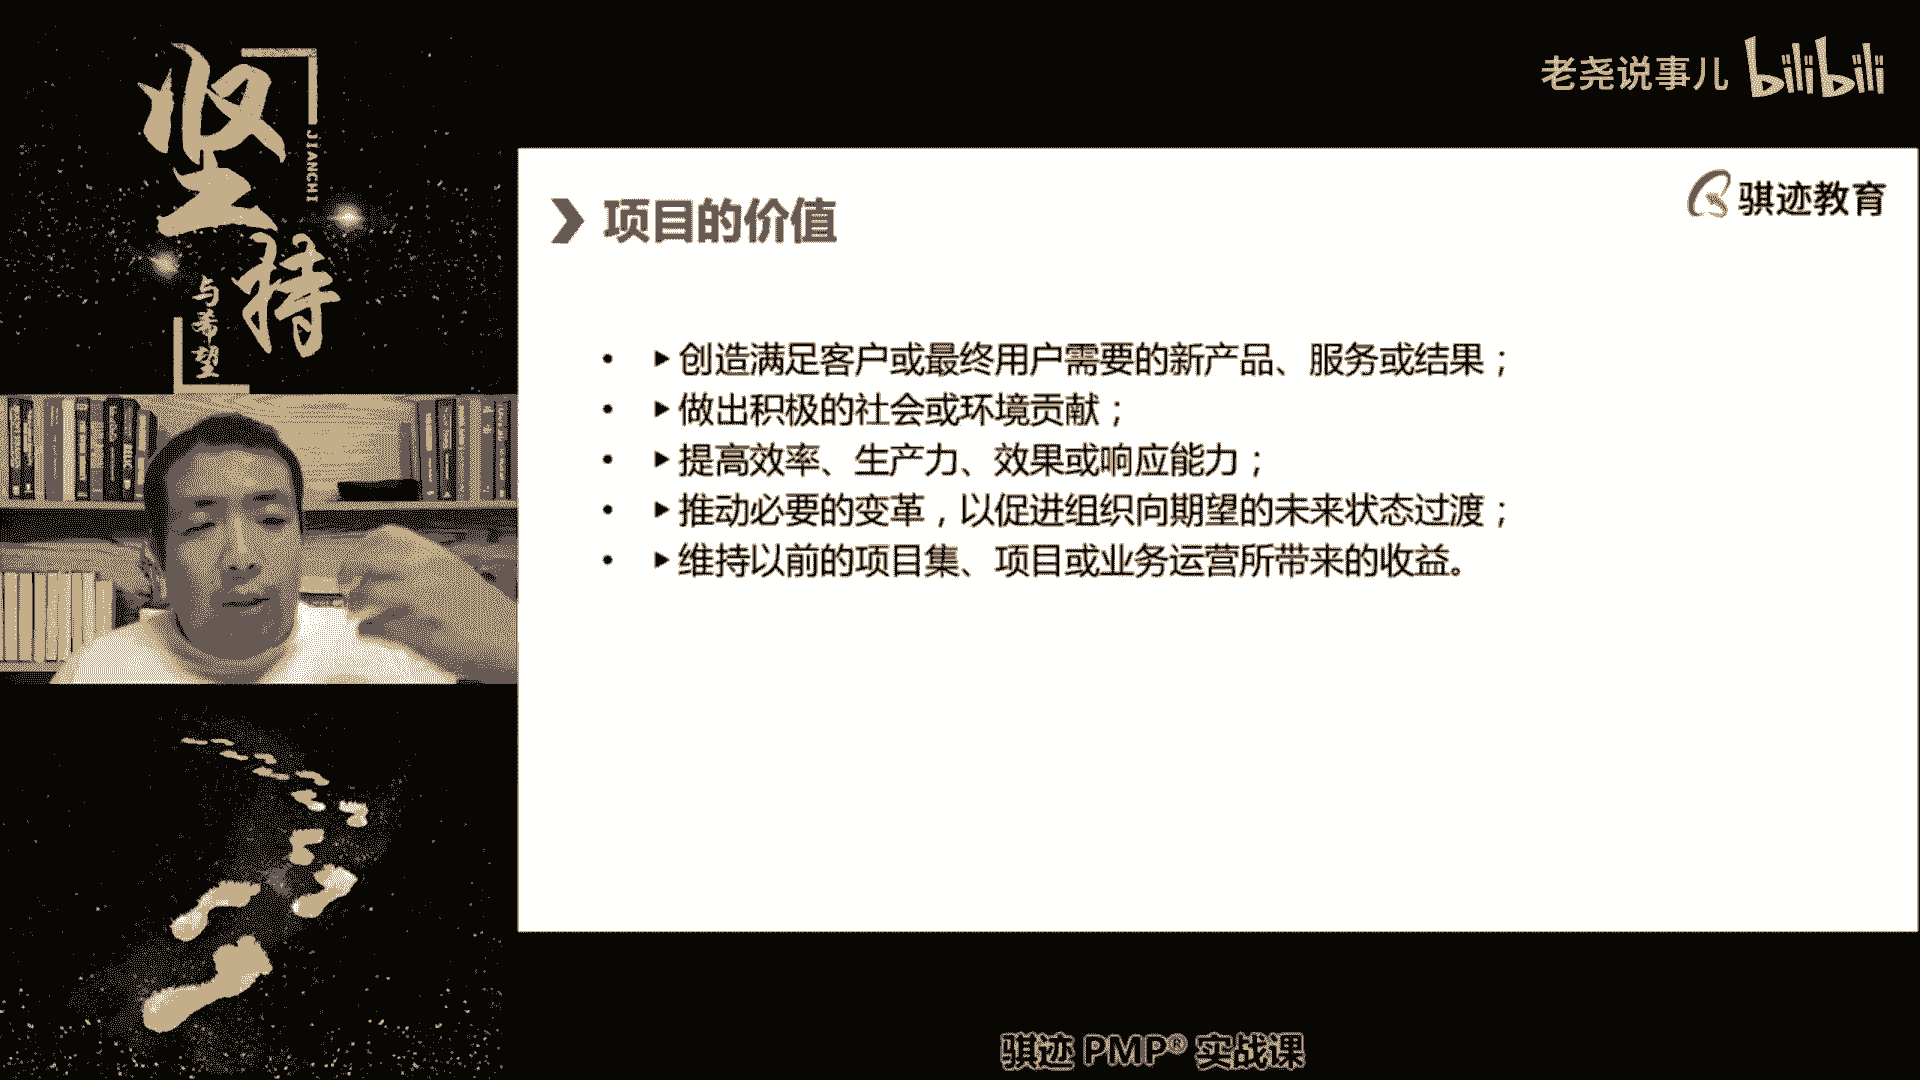 坚持
JIANCHI
与希望
老尧说事儿 bilibili
骐迹教育
项目的价值
• ▶创造满足客户或最终用户需要的新产品、服务或结果；
• ▶做出积极的社会或环境贡献；
• ▶提高效率、生产力、效果或响应能力；
• ▶推动必要的变革，以促进组织向期望的未来状态过渡；
• ▶维持以前的项目集、项目或业务运营所带来的收益。
骐迹 PMP® 实战课